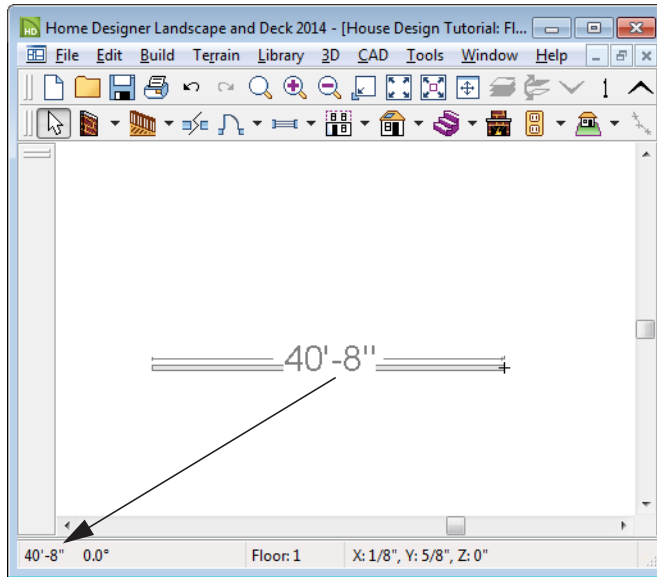 Home Designer Landscape and Deck 2014 - [House Design Tutorial: Fl...
File Edit Build Terrain Library 3D CAD Tools Window Help
1
40'-8"
40'-8" 0.0° Floor: 1 X: 1/8", Y: 5/8", Z: 0"